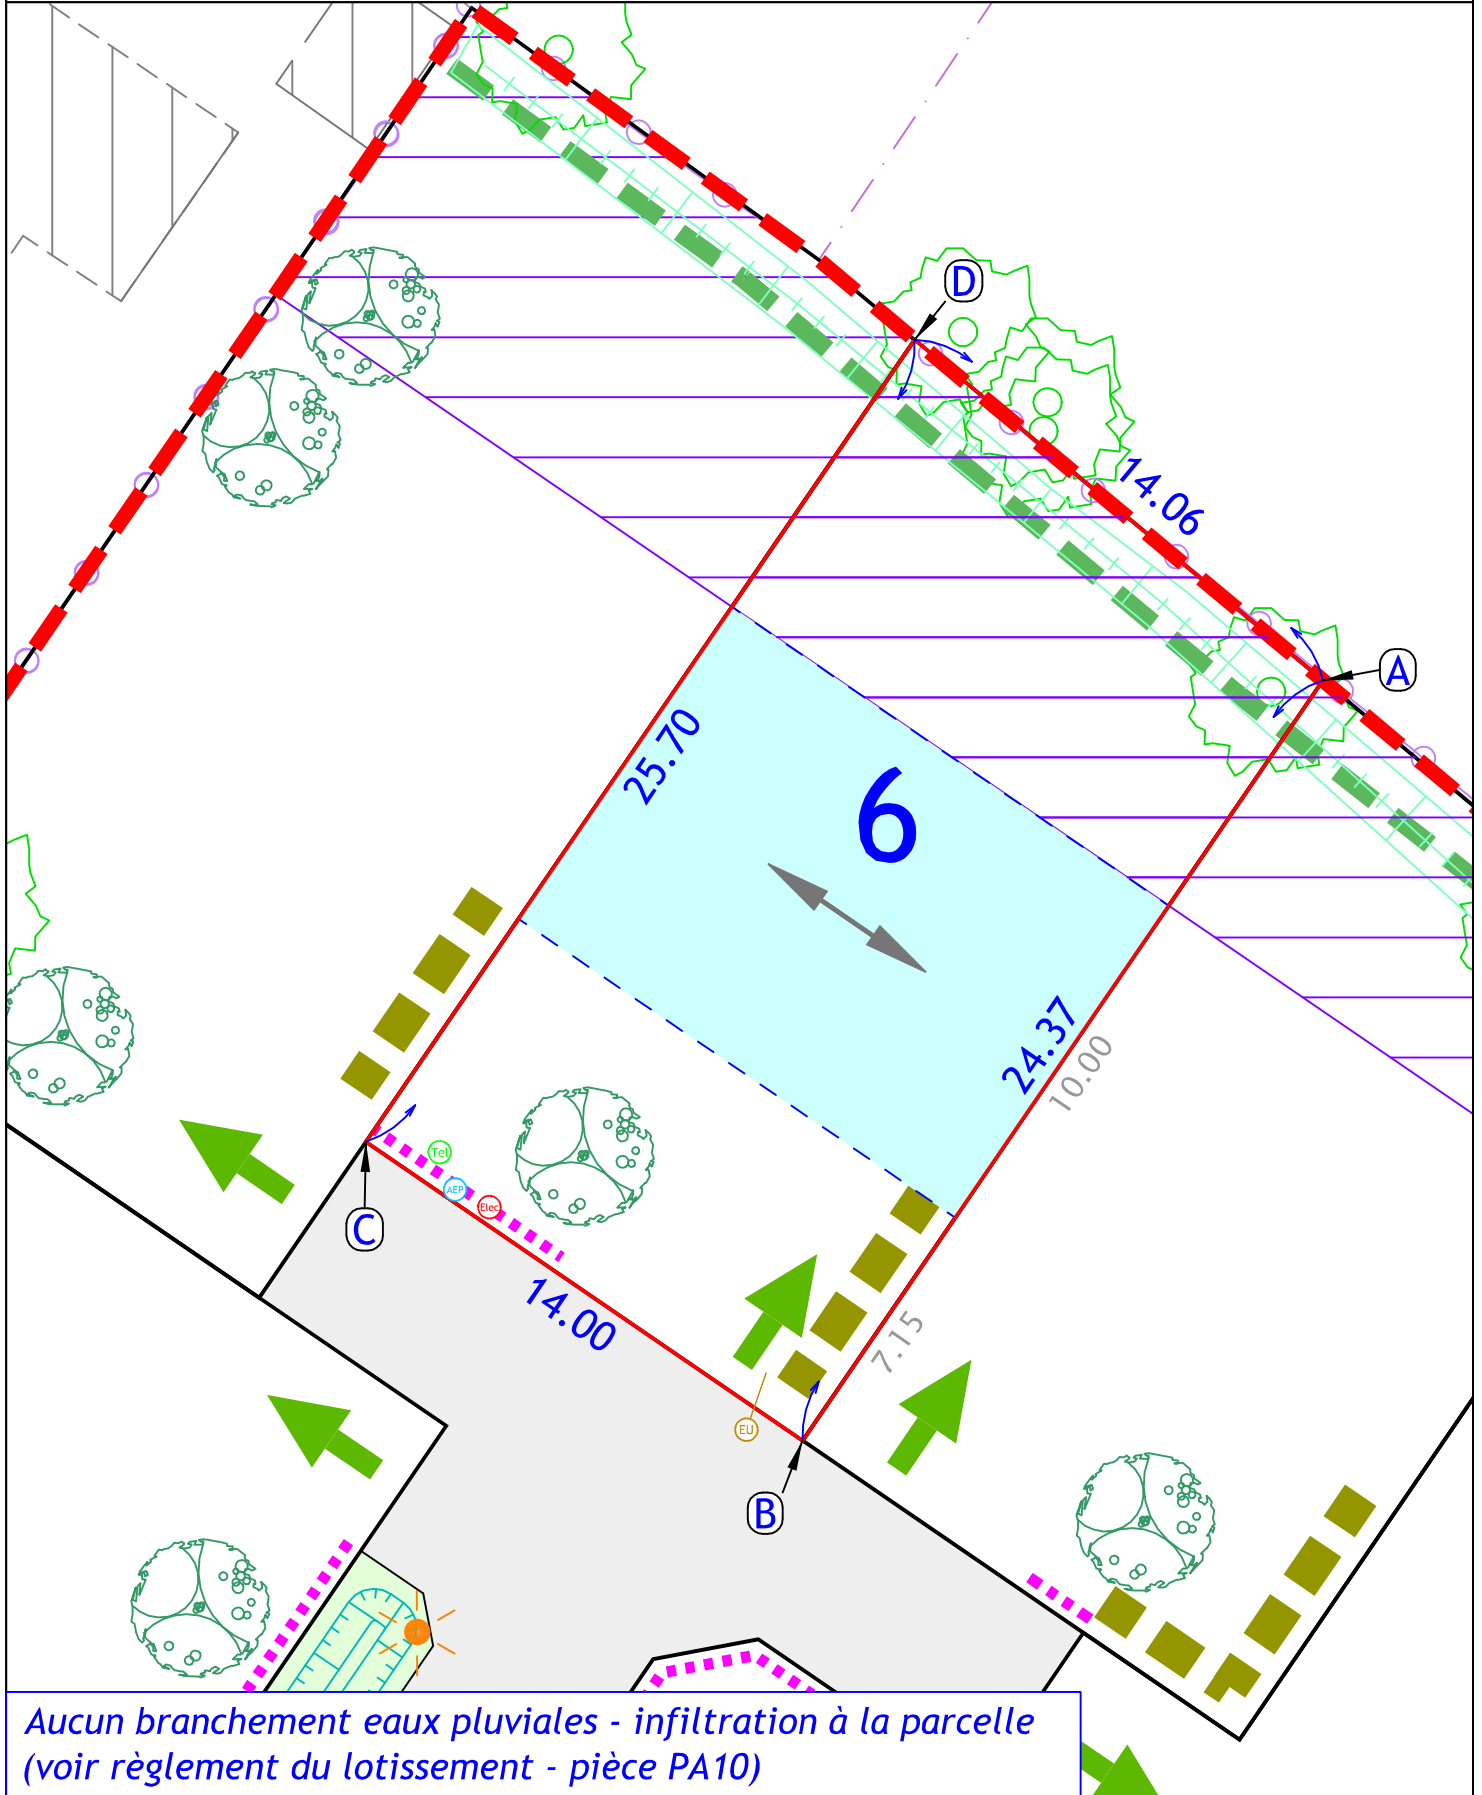 D
14.06
A
25.70
6
24.37
10.00
Tel
AEP
Elec
C
14.00
7.15
EU
B
Aucun branchement eaux pluviales - infiltration à la parcelle
(voir règlement du lotissement - pièce PA10)